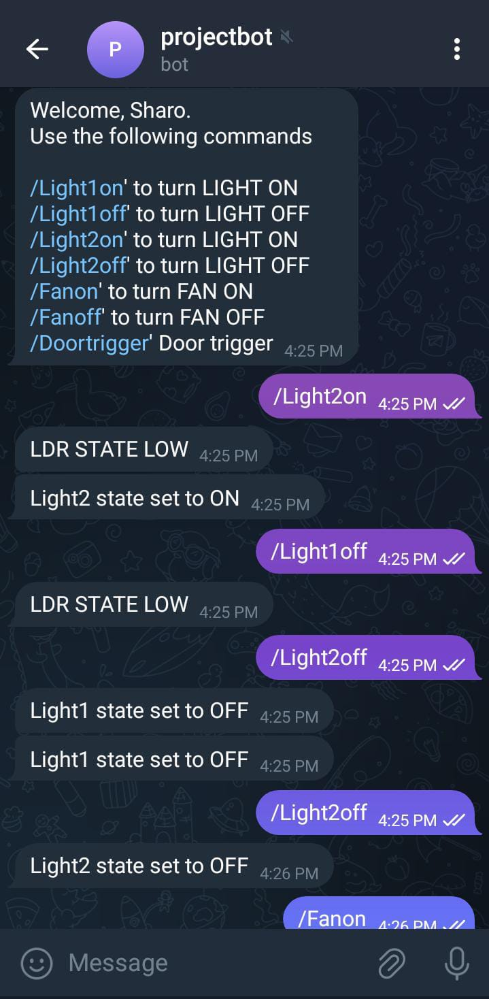 P
projectbot
bot
Welcome, Sharo.
Use the following commands
/Light1on' to turn LIGHT ON
/Light1off' to turn LIGHT OFF
/Light2on' to turn LIGHT ON
/Light2off' to turn LIGHT OFF
/Fanon' to turn FAN ON
/Fanoff' to turn FAN OFF
/Doortrigger' Door trigger 4:25 PM
/Light2on 4:25 PM
LDR STATE LOW 4:25 PM
Light2 state set to ON 4:25 PM
/Light1off 4:25 PM
LDR STATE LOW 4:25 PM
/Light2off 4:25 PM
Light1 state set to OFF 4:25 PM
Light1 state set to OFF 4:25 PM
/Light2off 4:25 PM
Light2 state set to OFF 4:26 PM
/Fanon 4:26 PM
Message